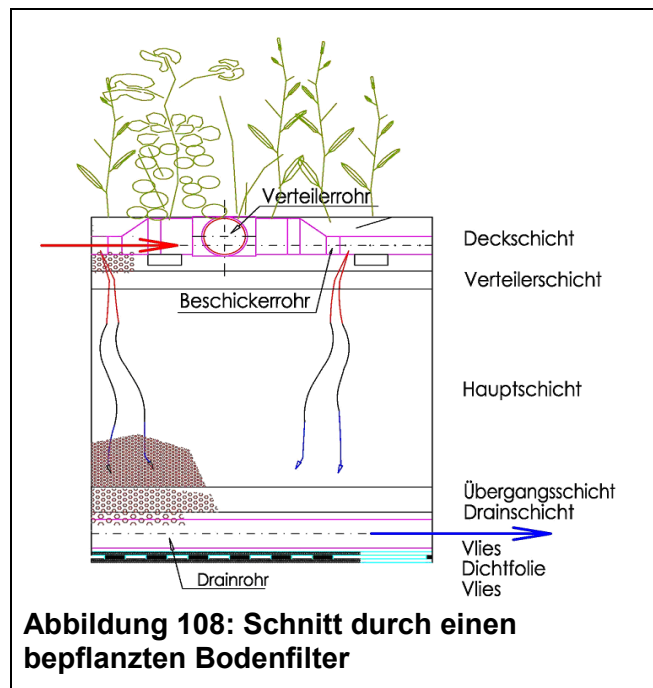 Verteilerrohr
Deckschicht
Verteilerschicht
Beschickerrohr
Hauptschicht
Übergangsschicht
Drainschicht
Vlies
Dichtfolie
Vlies
Drainrohr
Abbildung 108: Schnitt durch einen
bepflanzten Bodenfilter